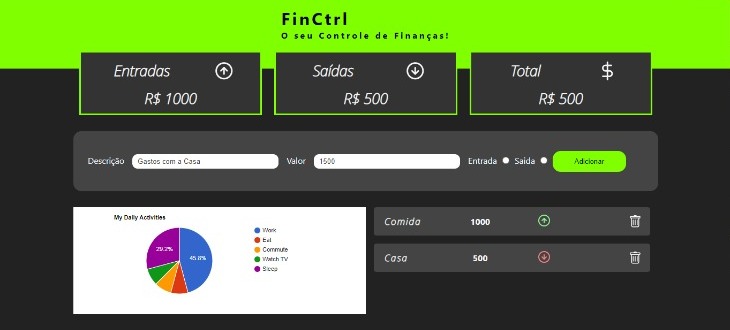 FinCtrl
O seu Controle de Finanças!
Entradas
R$ 1000
Saídas
R$ 500
Total $
R$ 500
Descrição Gastos com a Casa Valor 1500 Entrada Saida Adicionar
My Daily Activities
29.2%
45.8%
Work
Eat
Commute
Watch TV
Sleep
Comida 1000
Casa 500